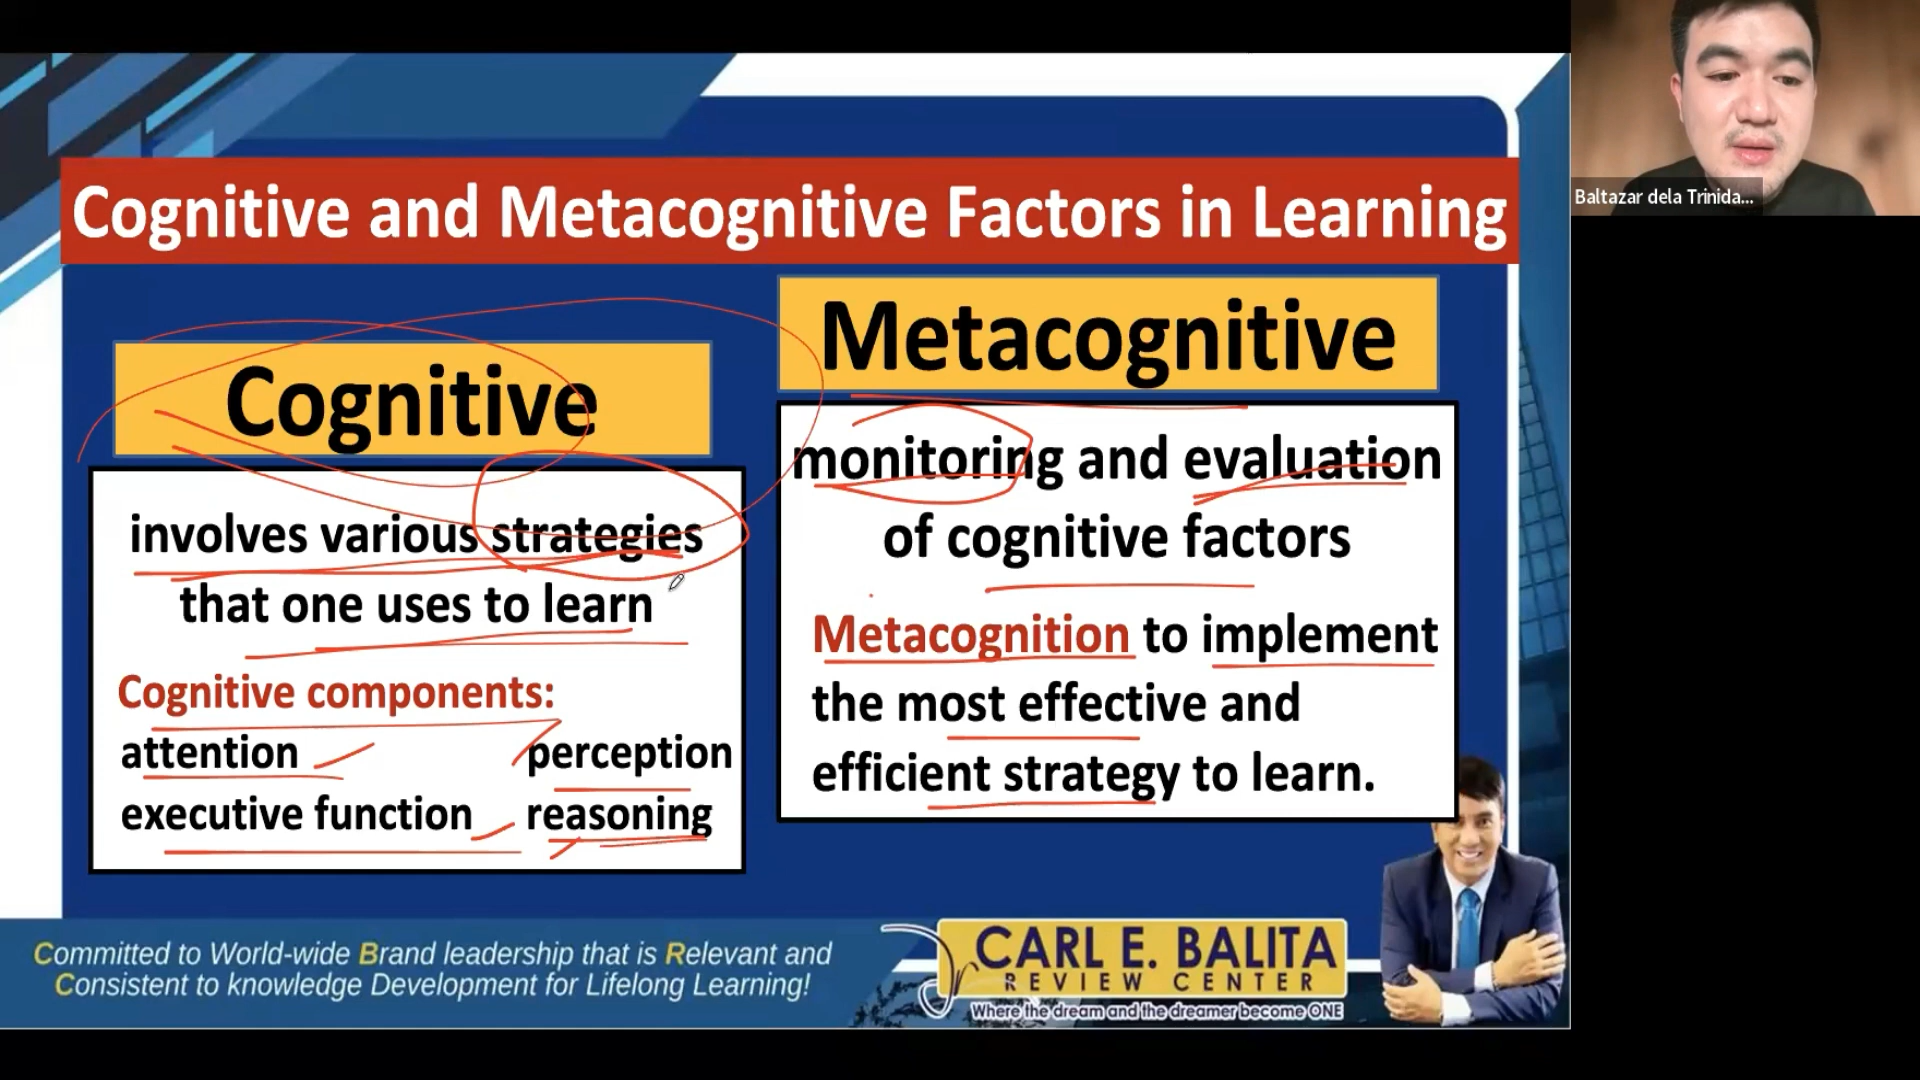 Cognitive and Metacognitive Factors in Learning
Baltazar dela Trinida...
Cognitive
involves various strategies
that one uses to learn
Cognitive components:
attention perception
executive function reasoning
Metacognitive
monitoring and evaluation
of cognitive factors
Metacognition to implement
the most effective and
efficient strategy to learn.
Committed to World-wide Brand leadership that is Relevant and
Consistent to knowledge Development for Lifelong Learning!
Dr CARL E. BALITA
REVIEW CENTER
Where the dream and the dreamer become ONE